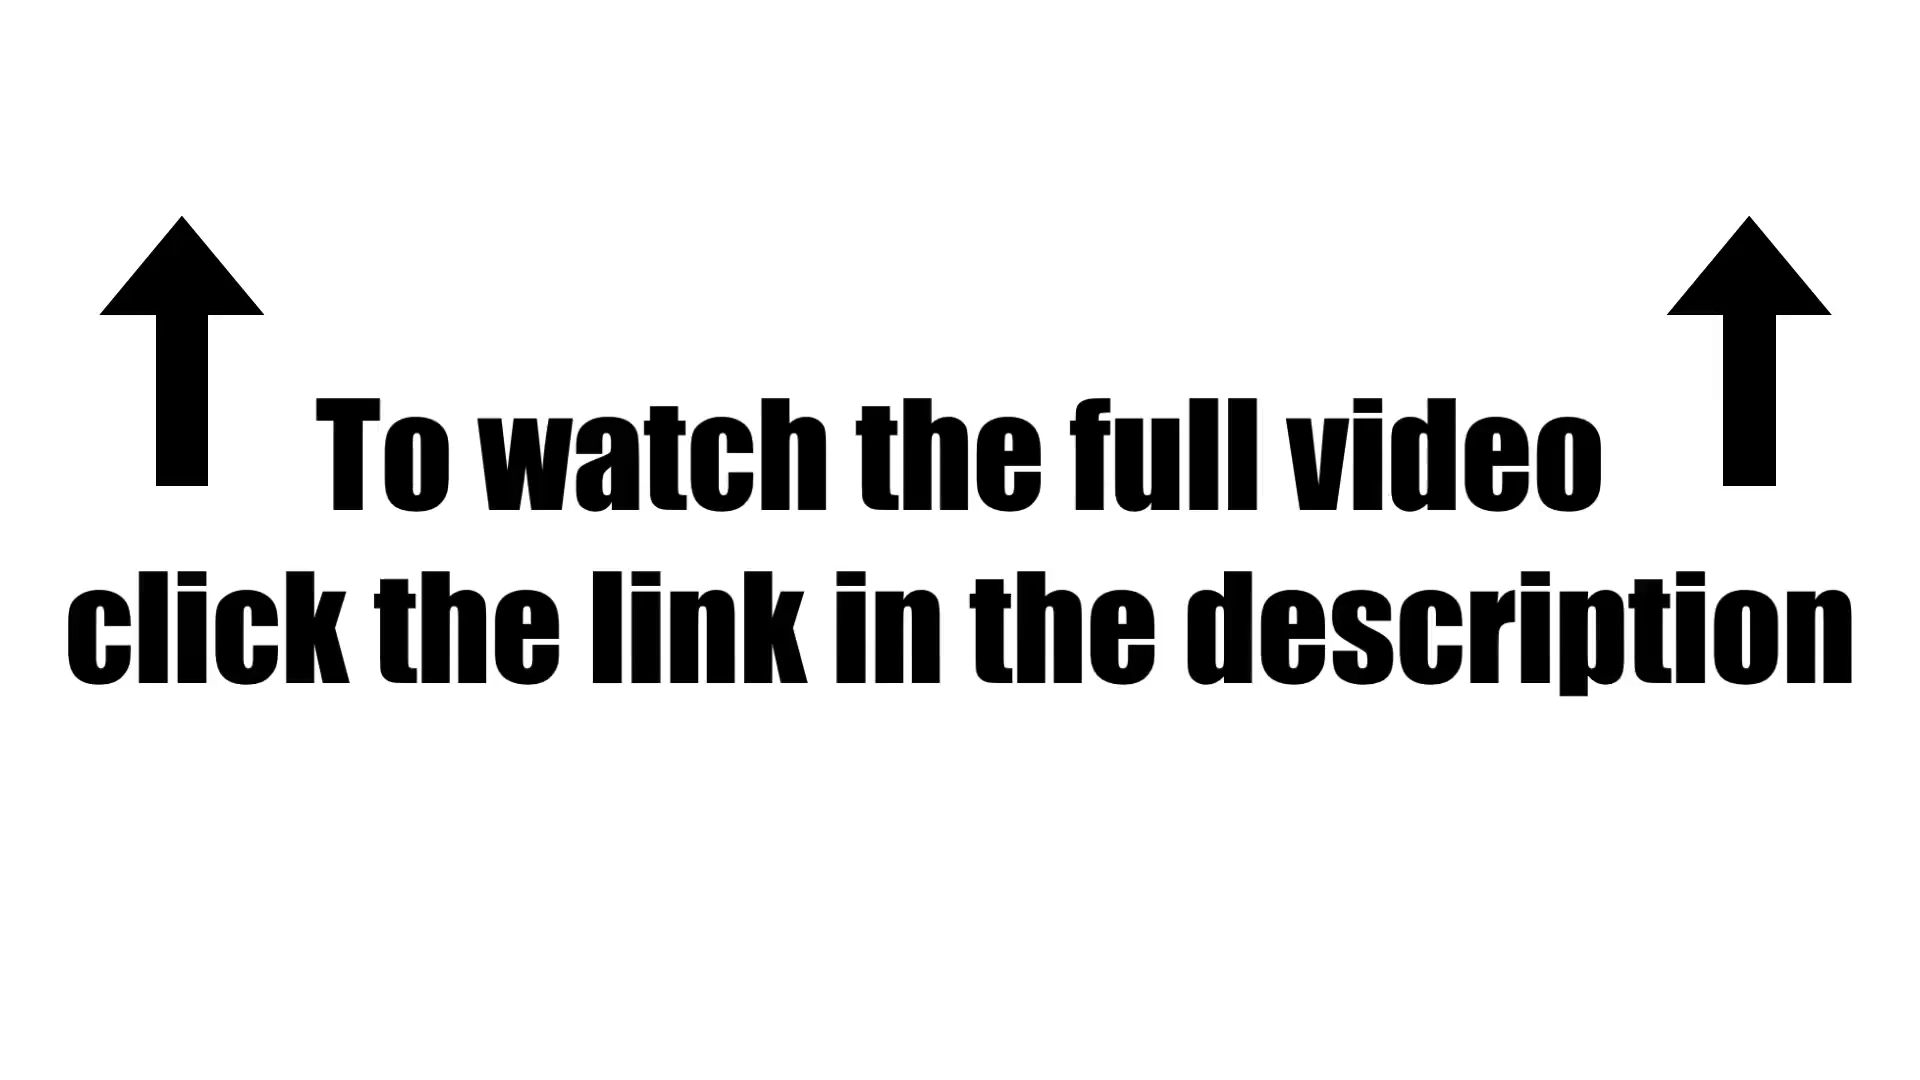 To watch the full video
click the link in the description